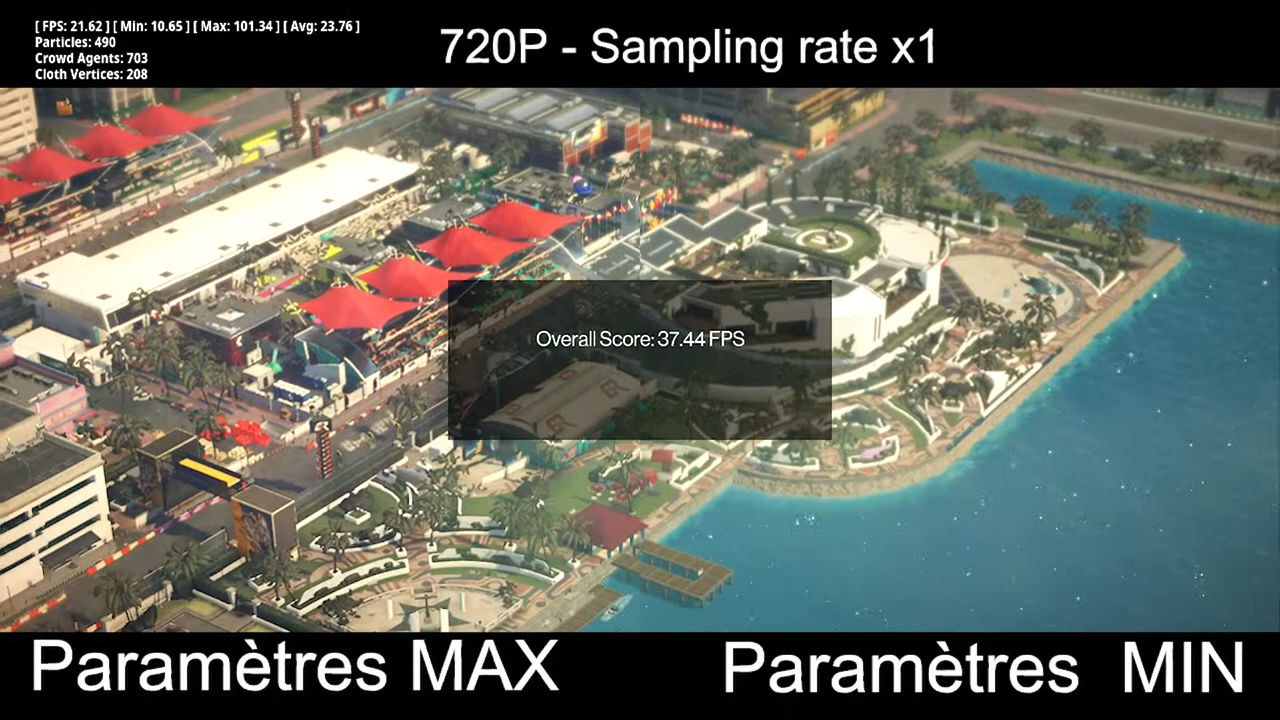 [ FPS: 21.62 ] [ Min: 10.65 ] [ Max: 101.34 ] [ Avg: 23.76 ]
Particles: 490
Crowd Agents: 703
Cloth Vertices: 208
720P - Sampling rate x1
Overall Score: 37.44 FPS
Paramètres MAX
Paramètres MIN